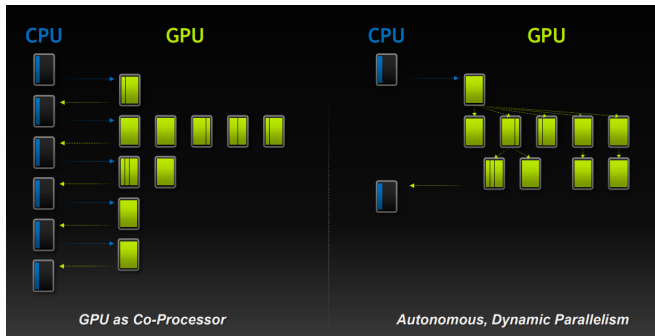 CPU GPU CPU GPU
GPU as Co-Processor Autonomous, Dynamic Parallelism